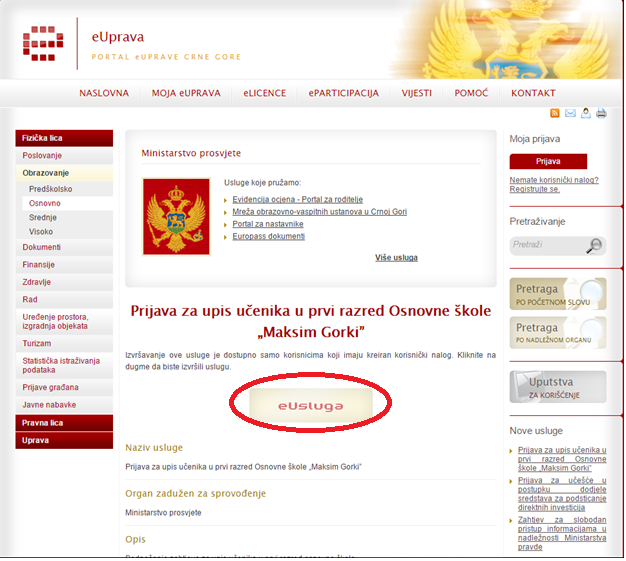 eUprava
PORTAL eUPRAVE CRNE GORE
NASLOVNA
MOJA eUPRAVA
eLICENCE
ePARTICIPACIJA
VIJESTI
POMOĆ
KONTAKT
Fizička lica
Poslovanje
Obrazovanje
Predškolsko
Osnovno
Srednje
Visoko
Dokumenti
Finansije
Zdravlje
Rad
Uređenje prostora,
izgradnja objekata
Turizam
Statistička istraživanja
podataka
Prijave građana
Javne nabavke
Pravna lica
Uprava
Ministarstvo prosvjete
Usluge koje pružamo:
Evidencija ocjena - Portal za roditelje
Mreža obrazovno-vaspitnih ustanova u Crnoj Gori
Portal za nastavnike
Europass dokumenti
Više usluga
Prijava za upis učenika u prvi razred Osnovne škole
„Maksim Gorki”
Izvršavanje ove usluge je dostupno samo korisnicima koji imaju kreiran korisnički nalog. Kliknite na
dugme da biste izvršili uslugu.
eUsluga
Naziv usluge
Prijava za upis učenika u prvi razred Osnovne škole „Maksim Gorki”
Organ zadužen za sprovođenje
Ministarstvo prosvjete
Opis
Moja prijava
Prijava
Nemate korisnički nalog?
Registrujte se.
Pretraživanje
Pretraži
Pretraga
PO POČETNOM SLOVU
Pretraga
PO NADLEŽNOM ORGANU
Uputstva
ZA KORIŠĆENJE
Nove usluge
Prijava za upis učenika u
prvi razred Osnovne
škole „Maksim Gorki”
Prijava za učešće u
postupku dodjele
sredstava za podsticanje
direktnih investicija
Zahtjev za slobodan
pristup informacijama u
nadležnosti Ministarstva
pravde